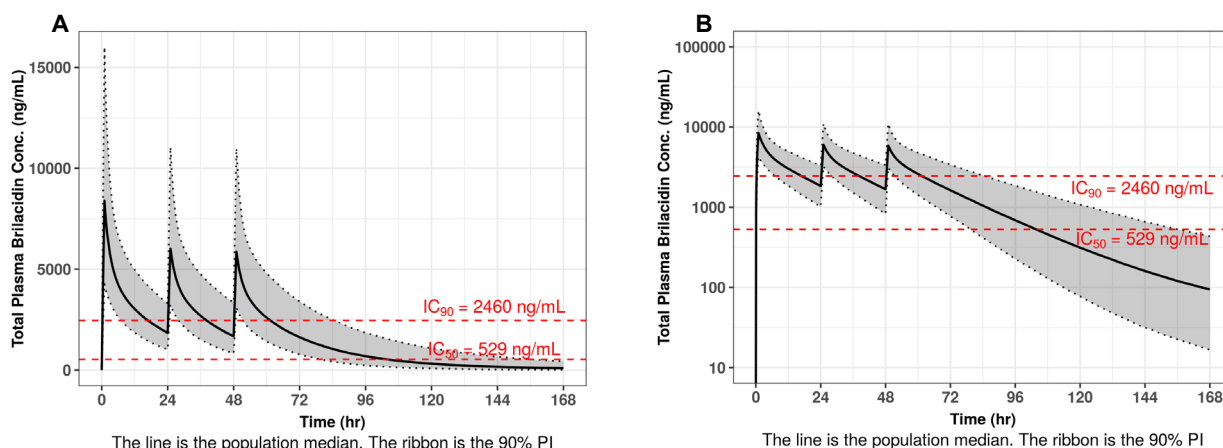 A
Total Plasma Brilacidin Conc. (ng/mL)
15000
10000
5000
0
IC90 = 2460 ng/mL
IC50 = 529 ng/mL
0 24 48 72 96 120 144 168
Time (hr)
The line is the population median. The ribbon is the 90% PI
B
Total Plasma Brilacidin Conc. (ng/mL)
100000
10000
1000
100
10
IC90 = 2460 ng/mL
IC50 = 529 ng/mL
0 24 48 72 96 120 144 168
Time (hr)
The line is the population median. The ribbon is the 90% PI